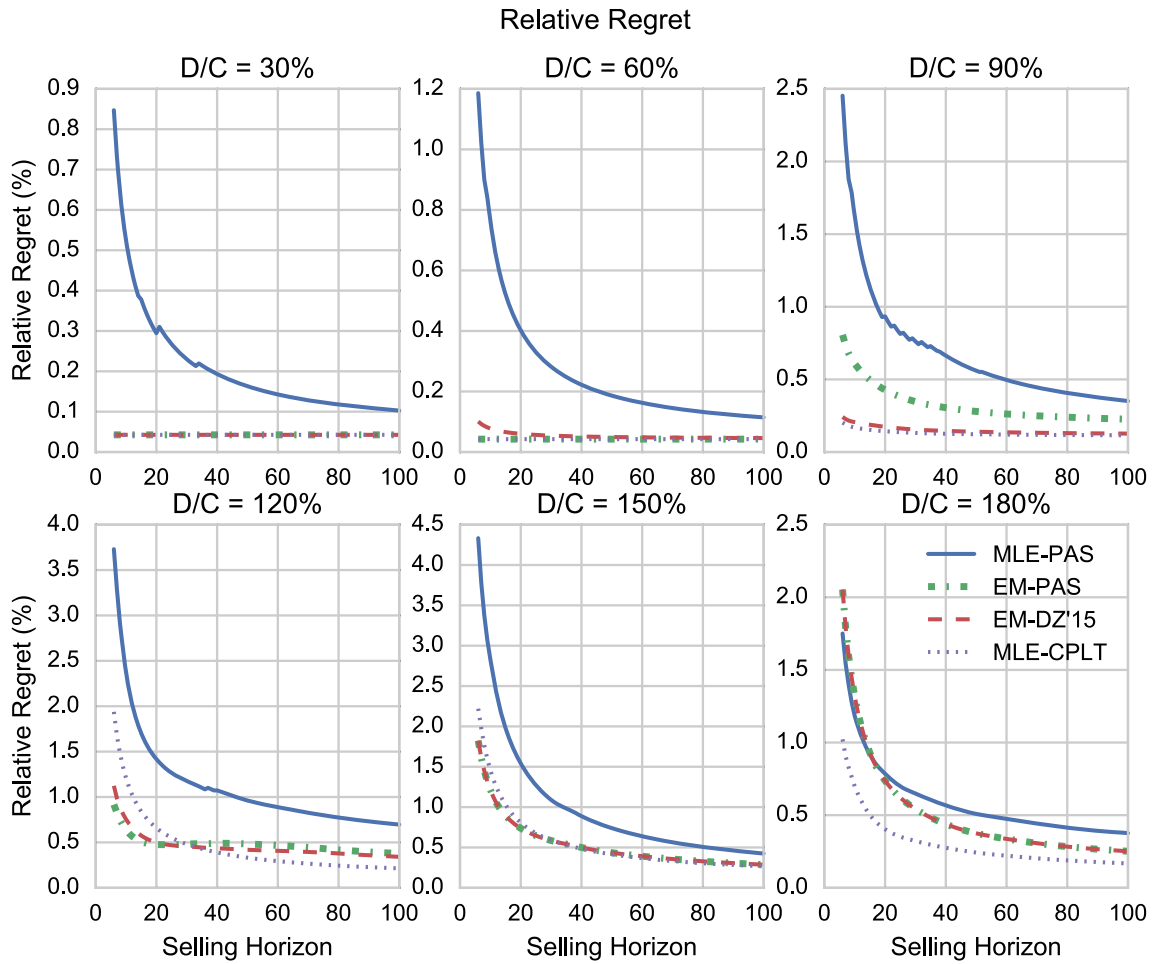 Relative Regret
D/C = 30%
D/C = 60%
D/C = 90%
Relative Regret (%)
0.9
0.8
0.7
0.6
0.5
0.4
0.3
0.2
0.1
0.0
0 20 40 60 80 100
1.2
1.0
0.8
0.6
0.4
0.2
0.0
0 20 40 60 80 100
2.5
2.0
1.5
1.0
0.5
0.0
0 20 40 60 80 100
D/C = 120%
D/C = 150%
D/C = 180%
Relative Regret (%)
4.0
3.5
3.0
2.5
2.0
1.5
1.0
0.5
0.0
0 20 40 60 80 100
Selling Horizon
4.5
4.0
3.5
3.0
2.5
2.0
1.5
1.0
0.5
0.0
0 20 40 60 80 100
Selling Horizon
2.5
2.0
1.5
1.0
0.5
0.0
MLE-PAS
EM-PAS
EM-DZ'15
MLE-CPLT
0 20 40 60 80 100
Selling Horizon